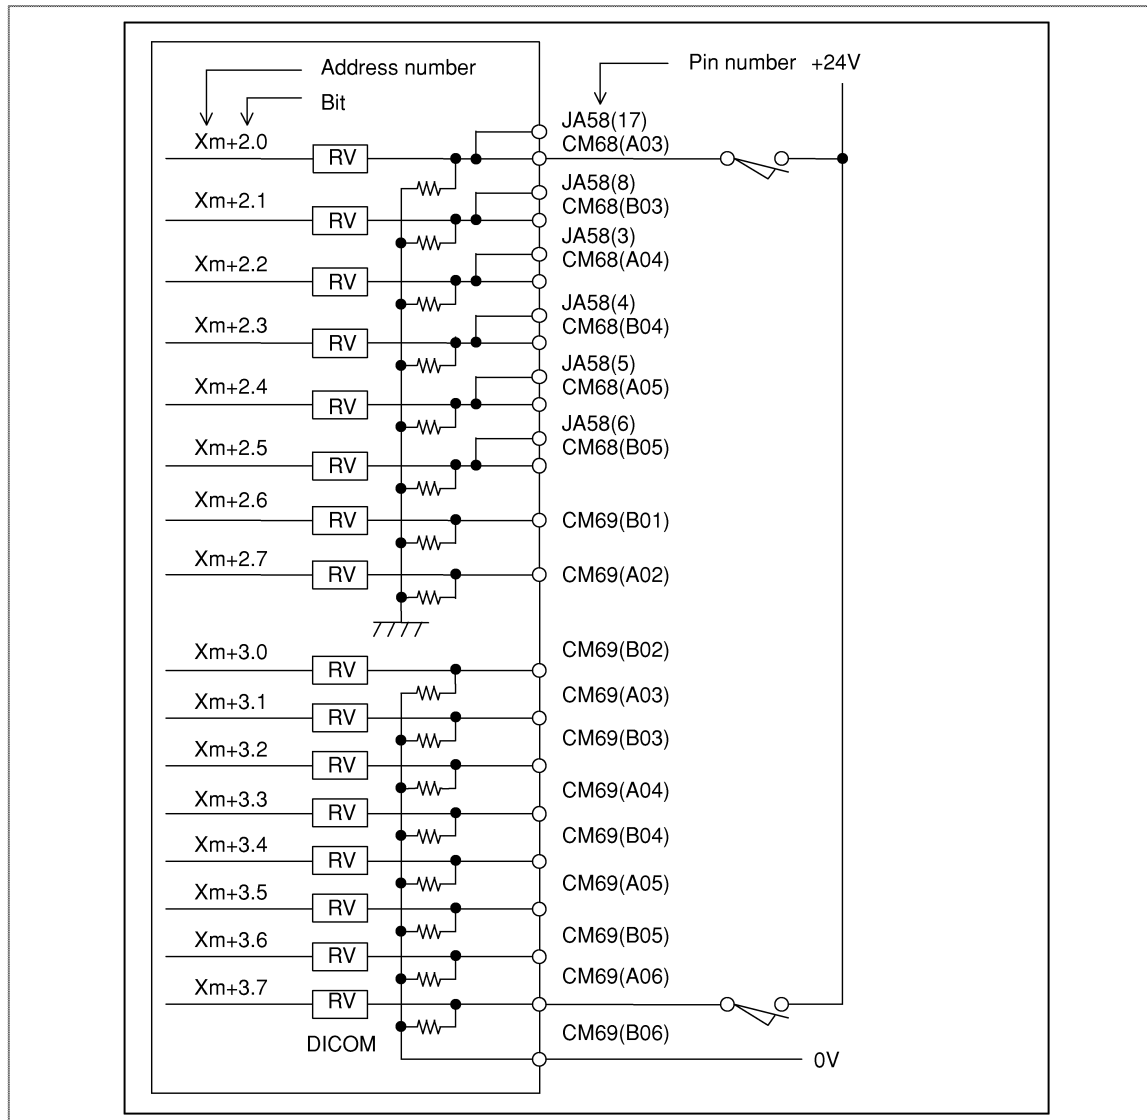 Address number
Pin number +24V
Bit
Xm+2.0
RV
JA58(17)
CM68(A03)
Xm+2.1
RV
JA58(8)
CM68(B03)
Xm+2.2
RV
JA58(3)
CM68(A04)
Xm+2.3
RV
JA58(4)
CM68(B04)
Xm+2.4
RV
JA58(5)
CM68(A05)
Xm+2.5
RV
JA58(6)
CM68(B05)
Xm+2.6
RV
CM69(B01)
Xm+2.7
RV
CM69(A02)
Xm+3.0
RV
CM69(B02)
Xm+3.1
RV
CM69(A03)
Xm+3.2
RV
CM69(B03)
Xm+3.3
RV
CM69(A04)
Xm+3.4
RV
CM69(B04)
Xm+3.5
RV
CM69(A05)
Xm+3.6
RV
CM69(B05)
Xm+3.7
RV
CM69(A06)
DICOM
CM69(B06)
0V